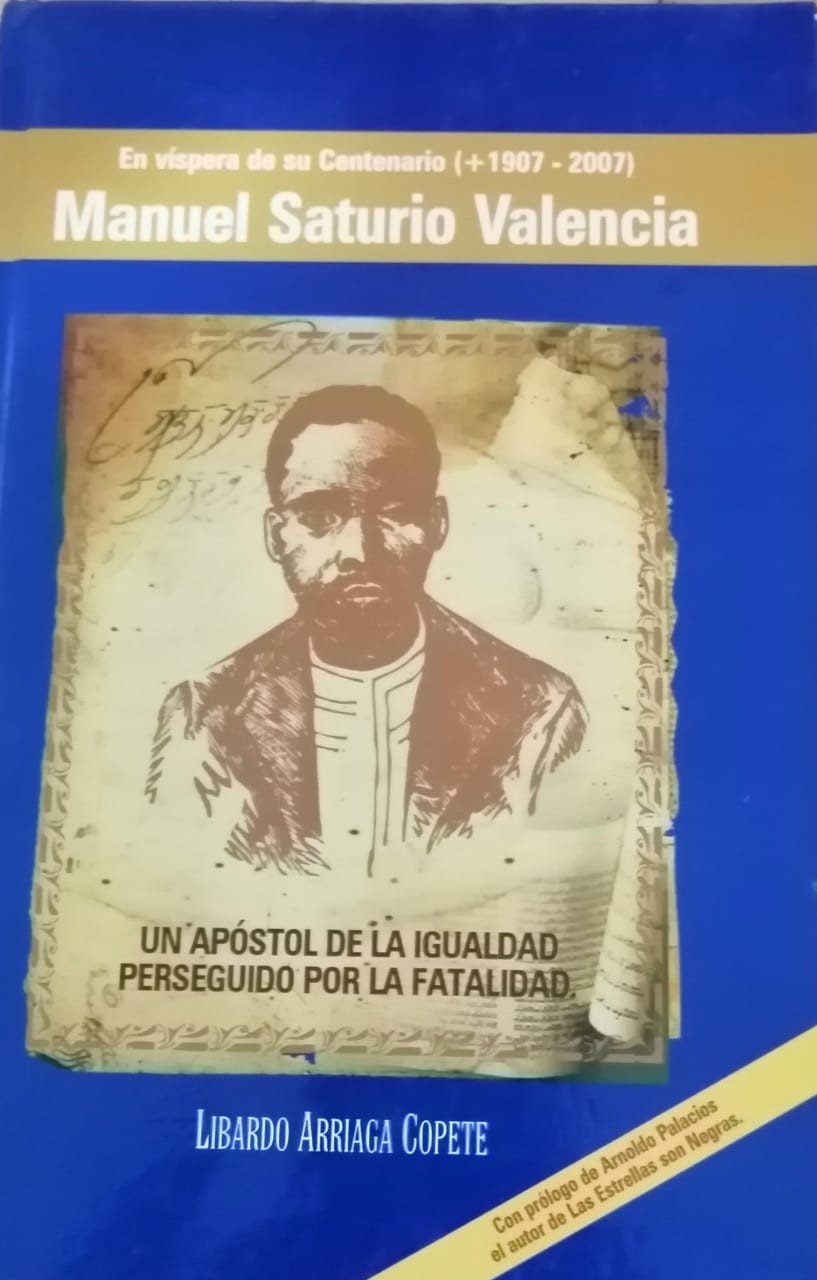 En víspera de su Centenario (+1907 - 2007)
Manuel Saturio Valencia
UN APÓSTOL DE LA IGUALDAD
PERSEGUIDO POR LA FATALIDAD.
LIBARDO ARRIAGA COPETE
Con prólogo de Arnoldo Palacios
el autor de Las Estrellas son Negras.